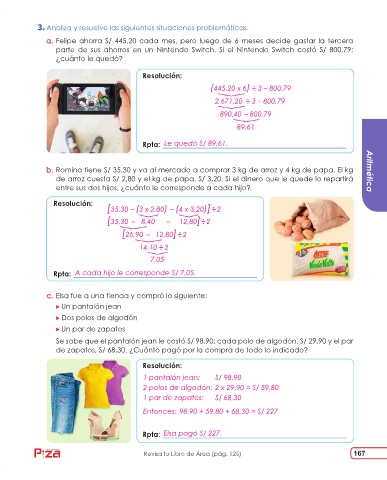 3. Analiza y resuelve las siguientes situaciones problemáticas.
a. Felipe ahorra S/ 445,20 cada mes, pero luego de 6 meses decide gastar la tercera
parte de sus ahorros en un Nintendo Switch. Si el Nintendo Switch costó S/ 800,79;
¿cuánto le quedó?
Resolución:
(445,20 x 6) ÷ 3 – 800,79
2 671,20 ÷ 3 – 800,79
890,40 – 800,79
89,61
Rpta: Le quedó S/ 89,61.
b. Romina tiene S/ 35,30 y va al mercado a comprar 3 kg de arroz y 4 kg de papa. El kg
de arroz cuesta S/ 2,80 y el kg de papa, S/ 3,20. Si el dinero que le quede lo repartirá
entre sus dos hijos, ¿cuánto le corresponde a cada hijo?
Resolución:
[35,30 – (3 x 2,80) – (4 x 3,20)] ÷ 2
[35,30 – 8,40 – 12,80] ÷ 2
[26,90 – 12,80] ÷ 2
14,10 ÷ 2
7,05
Rpta: A cada hijo le corresponde S/ 7,05.
Aritmética
c. Elsa fue a una tienda y compró lo siguiente:
Un pantalón jean
Dos polos de algodón
Un par de zapatos
Se sabe que el pantalón jean le costó S/ 98,90; cada polo de algodón, S/ 29,90 y el par
de zapatos, S/ 68,30. ¿Cuánto pagó por la compra de todo lo indicado?
Resolución:
1 pantalón jean: S/ 98.90
2 polos de algodón: 2 x 29.90 = S/ 59.80
1 par de zapatos: S/ 68.30
Entonces: 98.90 + 59.80 + 68.30 = S/ 227
Rpta: Elsa pagó S/ 227.
Revisa tu Libro de Área (pág. 125)
167